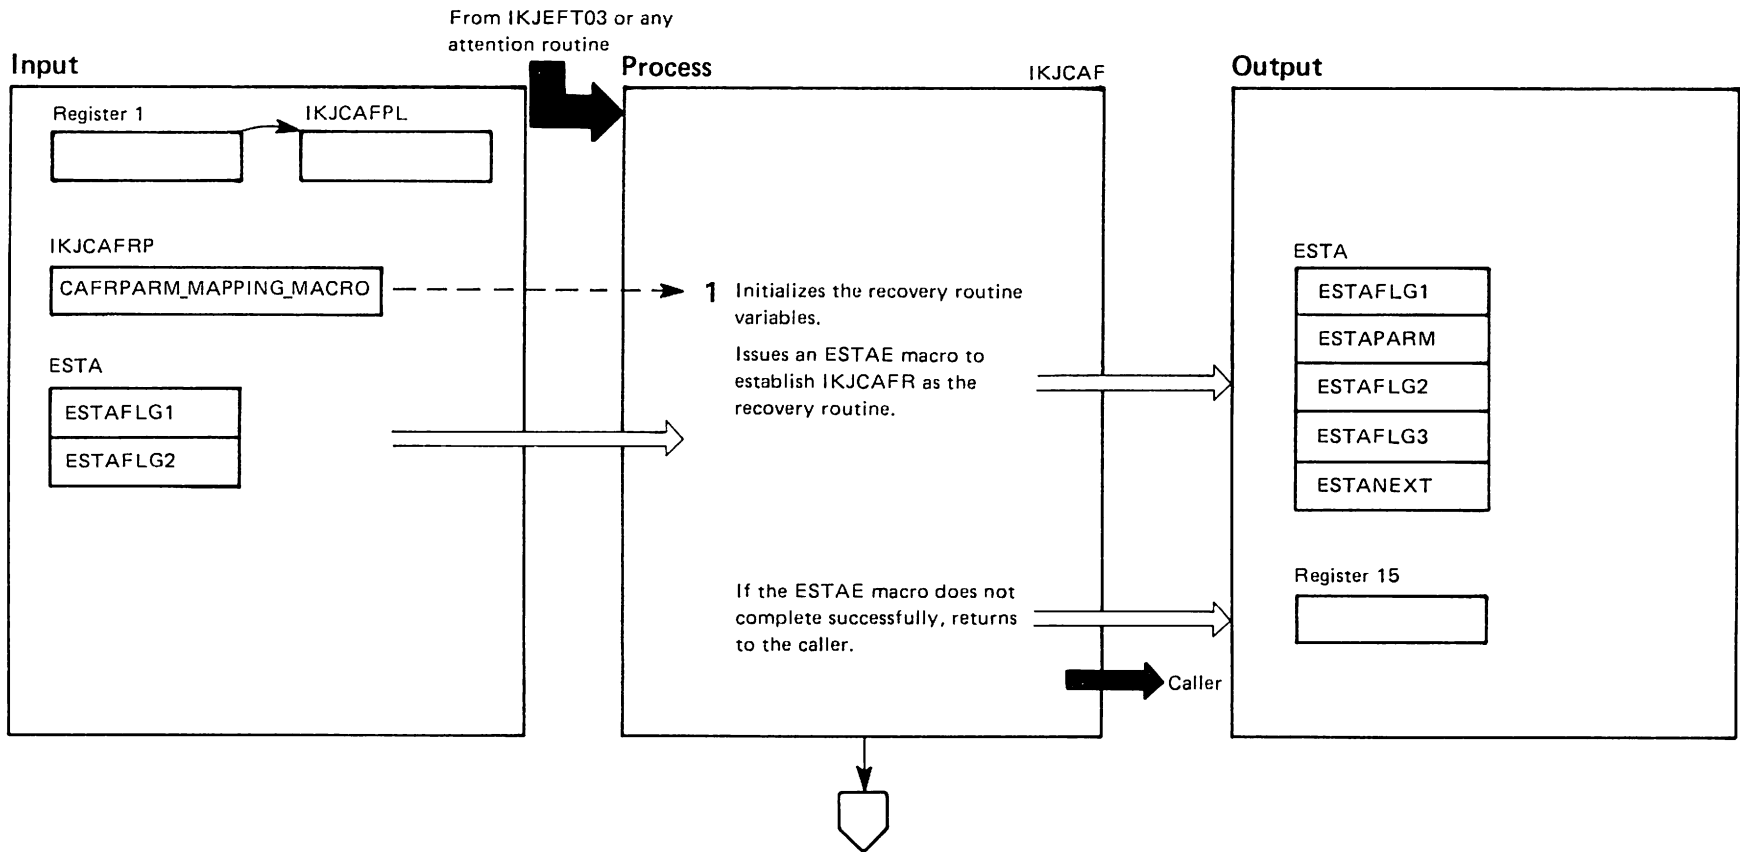 From IKJEFT03 or any
attention routine
Input
Process
IKJCAF
Output
Register 1
IKJCAFPL
IKJCAFRP
CAFRPARM_MAPPING_MACRO
ESTA
ESTAFLG1
ESTAFLG2
1 Initializes the recovery routine
variables.
Issues an ESTAE macro to
establish IKJCAFR as the
recovery routine.
If the ESTAE macro does not
complete successfully, returns
to the caller.
Caller
ESTA
ESTAFLG1
ESTAPARM
ESTAFLG2
ESTAFLG3
ESTANEXT
Register 15